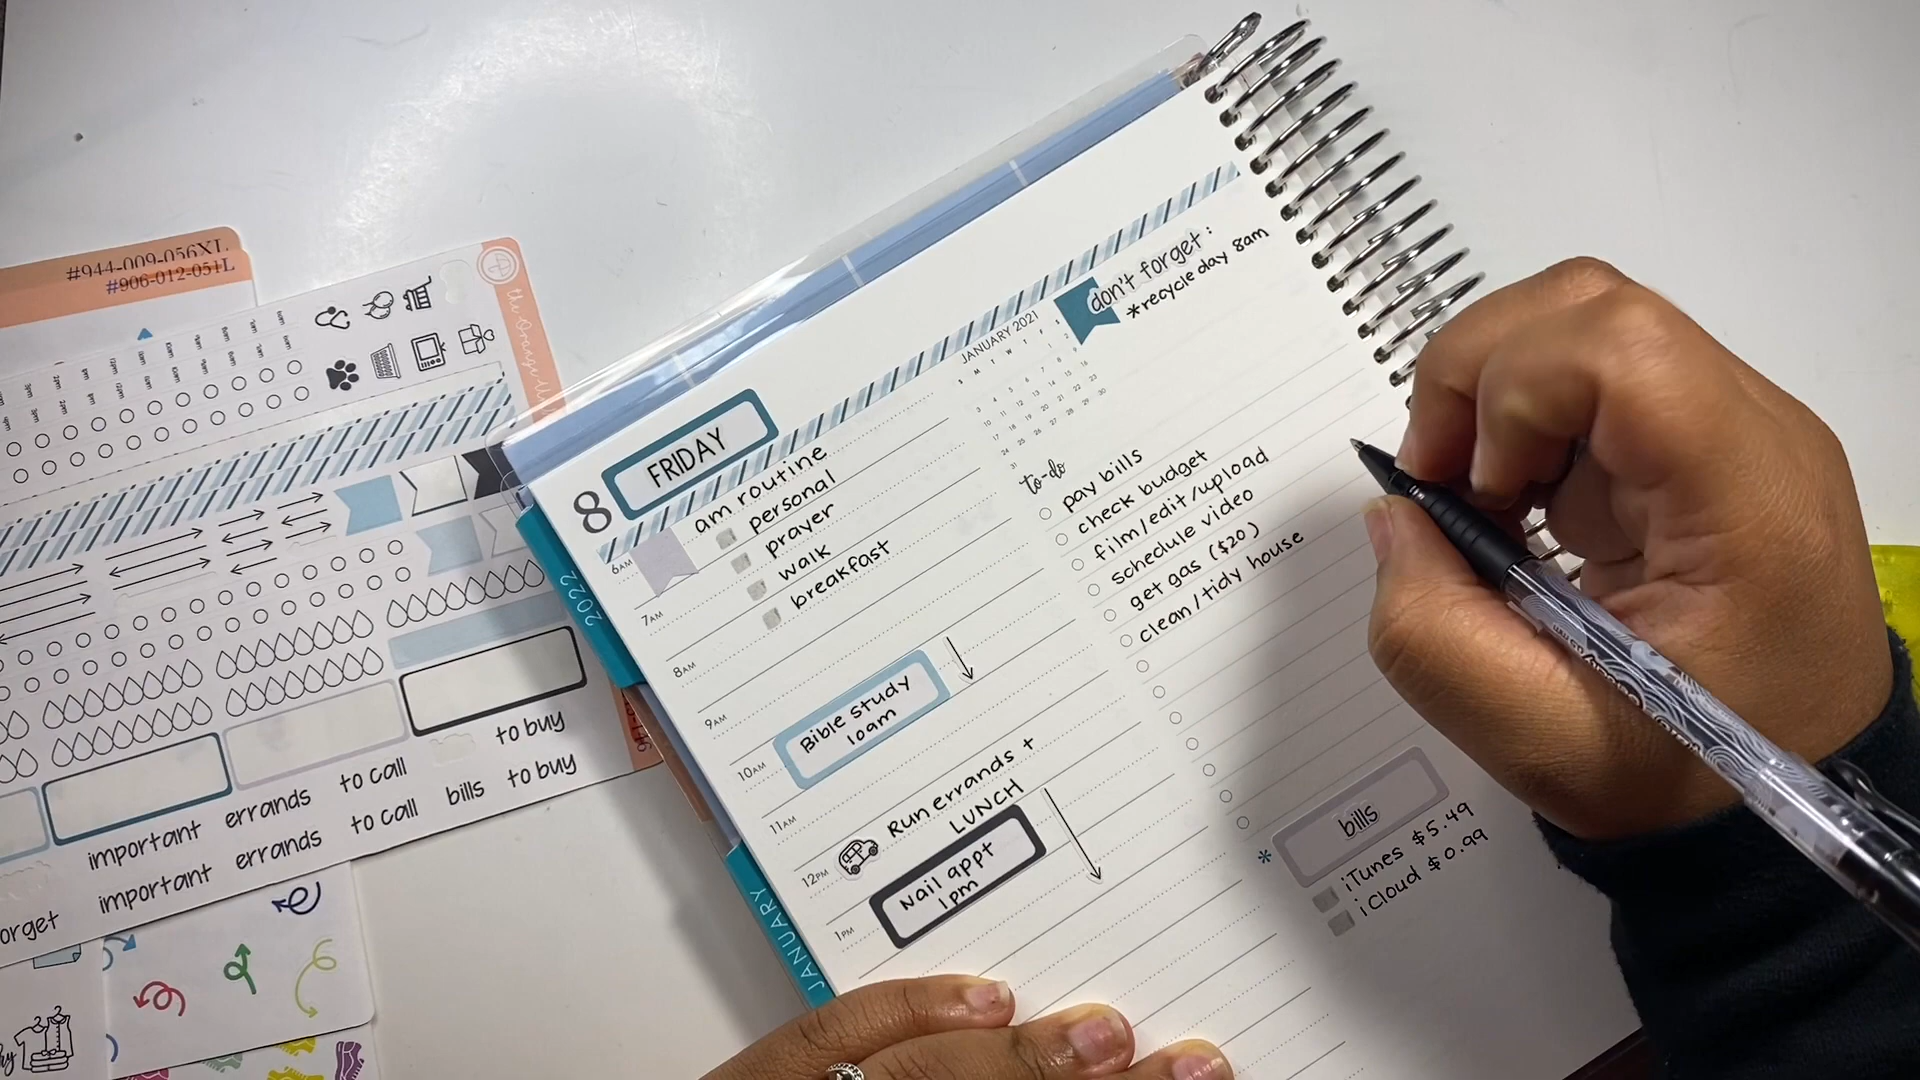 #944-009-056XL
#906-012-051L
important errands to call to buy
important errands to call bills to buy
orget
2022
JANUARY
8 FRIDAY
6AM
am routine
personal
prayer
walk
breakfast
7AM
8AM
9AM
Bible study
10am
10AM
11AM
Run errands +
LUNCH
12PM
Nail appt
1pm
1PM
JANUARY 2021
don't forget:
*recycle day 8am
to-do
pay bills
check budget
film/edit/upload
schedule video
get gas ($20)
clean/tidy house
* bills
iTunes $5.49
iCloud $0.99